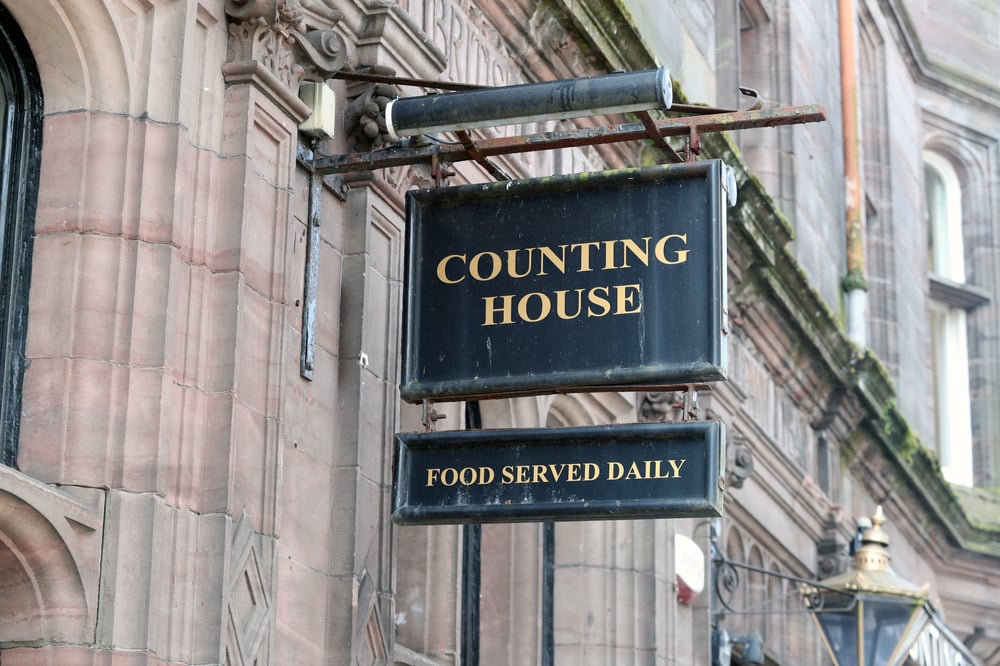 COUNTING
HOUSE
FOOD SERVED DAILY